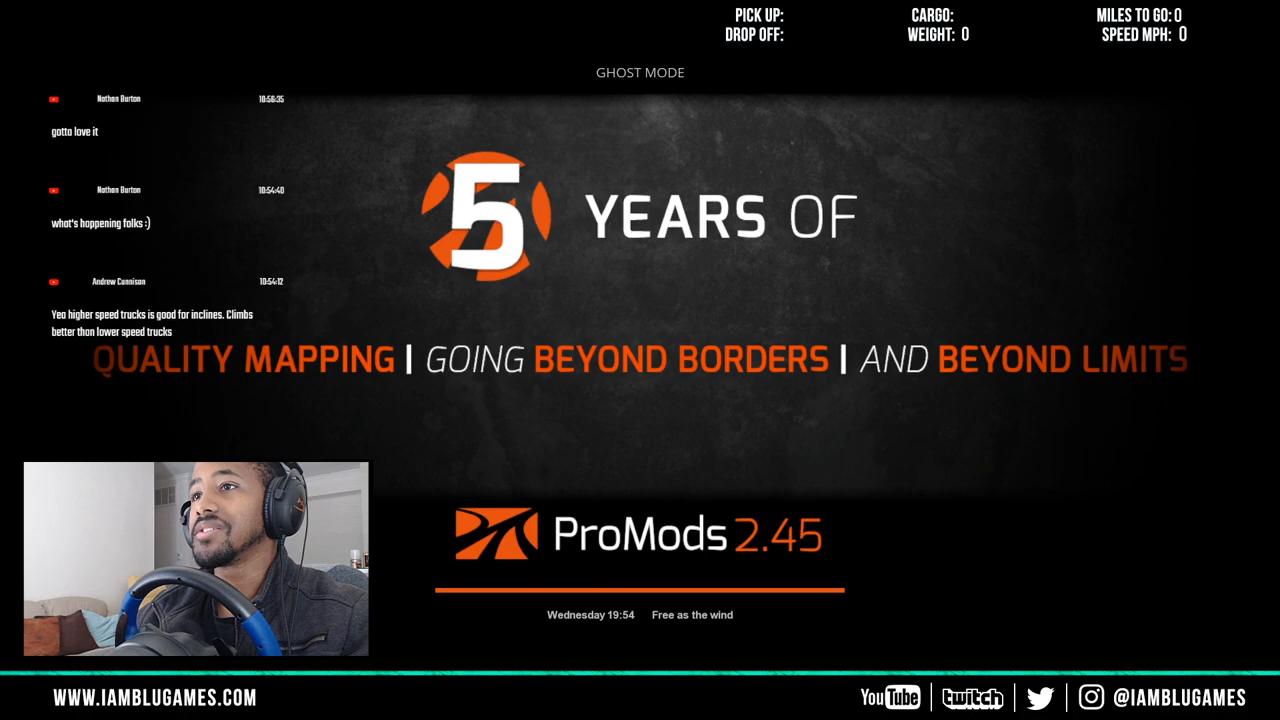 PICK UP:
DROP OFF:
CARGO:
WEIGHT: 0
MILES TO GO: 0
SPEED MPH: 0
GHOST MODE
Nathan Burton 10:56:35
gotta love it
Nathan Burton 10:54:40
what's happening folks :)
Andrew Cunnison 10:54:12
Yea higher speed trucks is good for inclines. Climbs
better than lower speed trucks
5 YEARS OF
QUALITY MAPPING | GOING BEYOND BORDERS | AND BEYOND LIMITS
ProMods 2.45
Wednesday 19:54 Free as the wind
WWW.IAMBLUGAMES.COM
YouTube twitch @IAMBLUGAMES